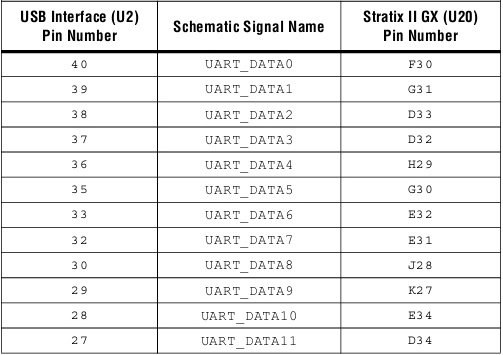 USB Interface (U2) Pin Number Schematic Signal Name Stratix II GX (U20) Pin Number
40 UART_DATA0 F30
39 UART_DATA1 G31
38 UART_DATA2 D33
37 UART_DATA3 D32
36 UART_DATA4 H29
35 UART_DATA5 G30
33 UART_DATA6 E32
32 UART_DATA7 E31
30 UART_DATA8 J28
29 UART_DATA9 K27
28 UART_DATA10 E34
27 UART_DATA11 D34